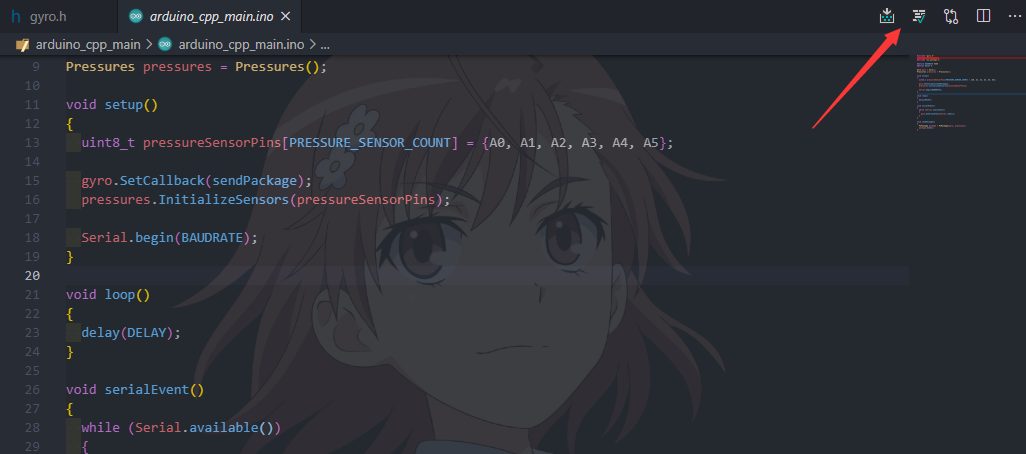 gyro.h
arduino_cpp_main.ino
arduino_cpp_main > arduino_cpp_main.ino > ...
9 Pressures pressures = Pressures();
10
11 void setup()
12 {
13 uint8_t pressureSensorPins[PRESSURE_SENSOR_COUNT] = {A0, A1, A2, A3, A4, A5};
14
15 gyro.SetCallback(sendPackage);
16 pressures.InitializeSensors(pressureSensorPins);
17
18 Serial.begin(BAUDRATE);
19 }
20
21 void loop()
22 {
23 delay(DELAY);
24 }
25
26 void serialEvent()
27 {
28 while (Serial.available())
29 {